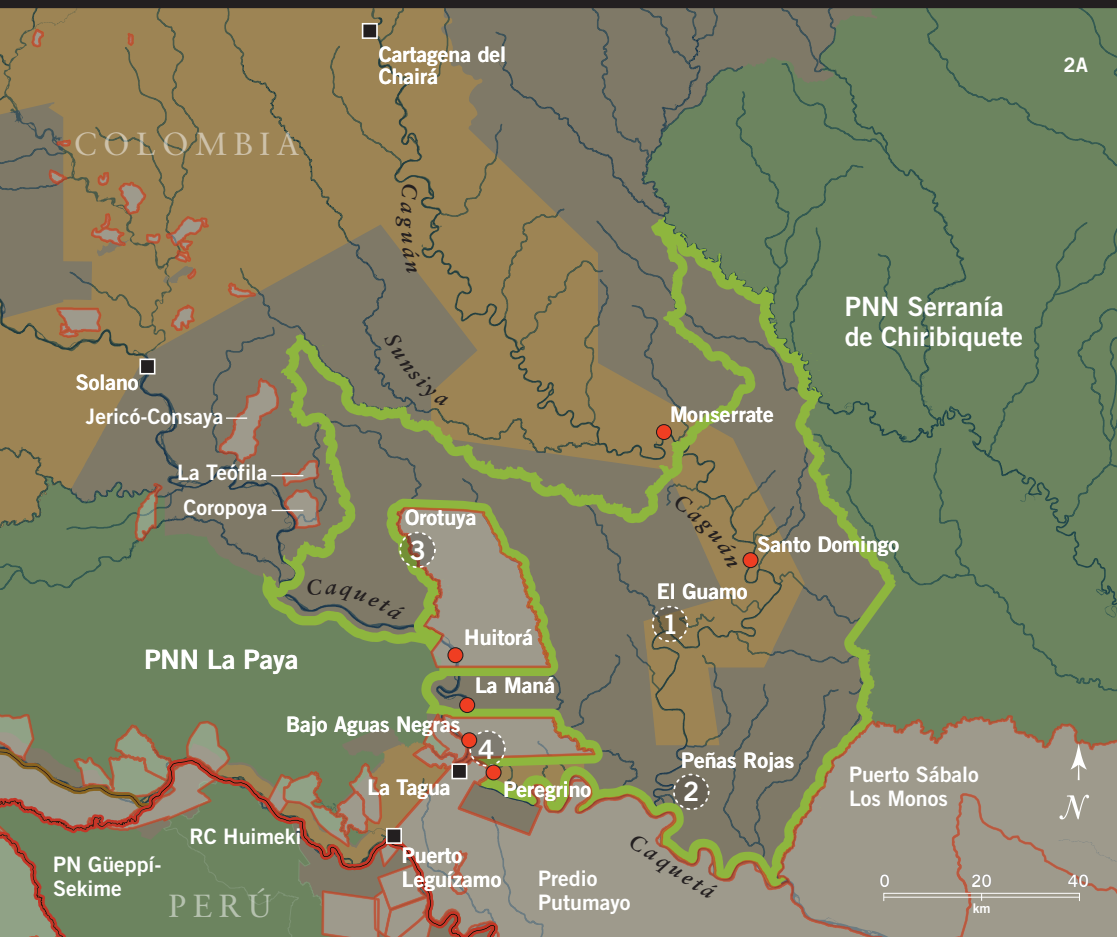 Cartagena del
Chairá
2A
COLOMBIA
Caguán
PNN Serranía
de Chiribiquete
Sunsiya
Solano
Jericó-Consaya
Monserrate
La Teófila
Coropoya
Caguán
Orotuya
3
Santo Domingo
Caquetá
El Guamo
1
Huitorá
PNN La Paya
La Maná
Bajo Aguas Negras
4
Peñas Rojas
2
La Tagua
Peregrino
Puerto Sábalo
Los Monos
N
RC Huimeki
Caquetá
Puerto
Leguízamo
PN Güeppí-
Sekime
Predio
Putumayo
PERÚ
0 20 40
km